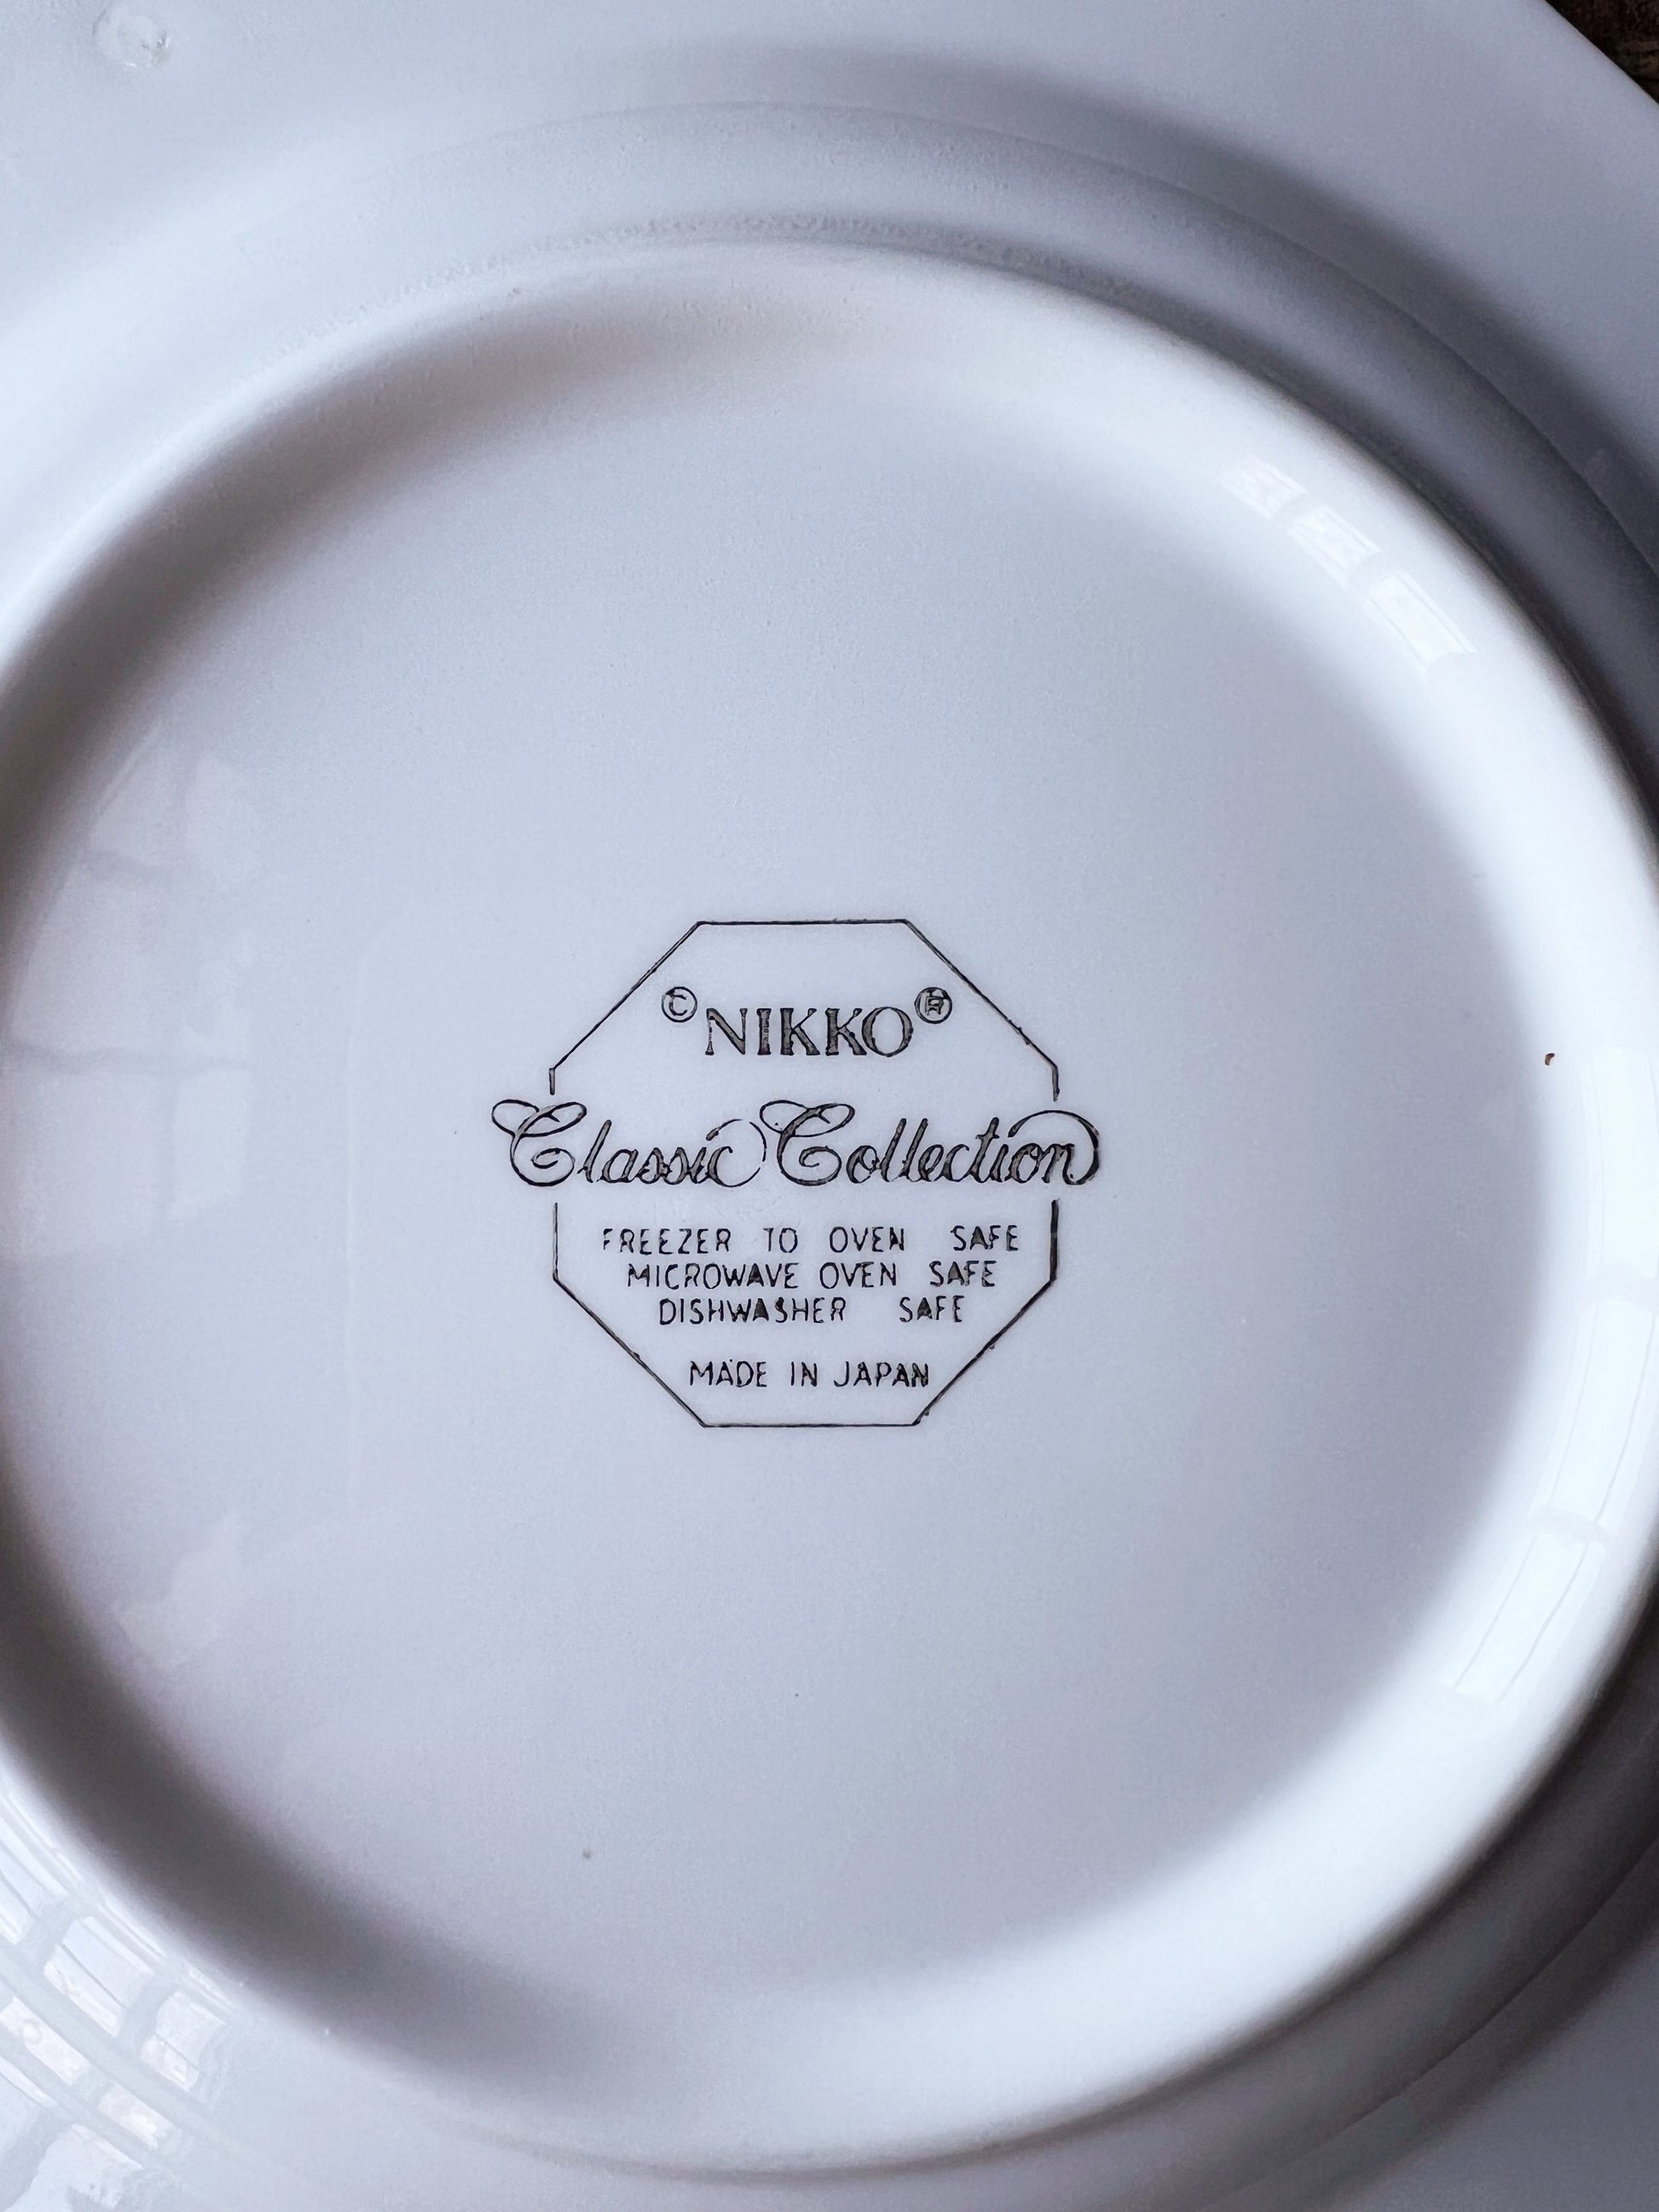 © NIKKO ®
Classic Collection
FREEZER TO OVEN SAFE
MICROWAVE OVEN SAFE
DISHWASHER SAFE
MADE IN JAPAN